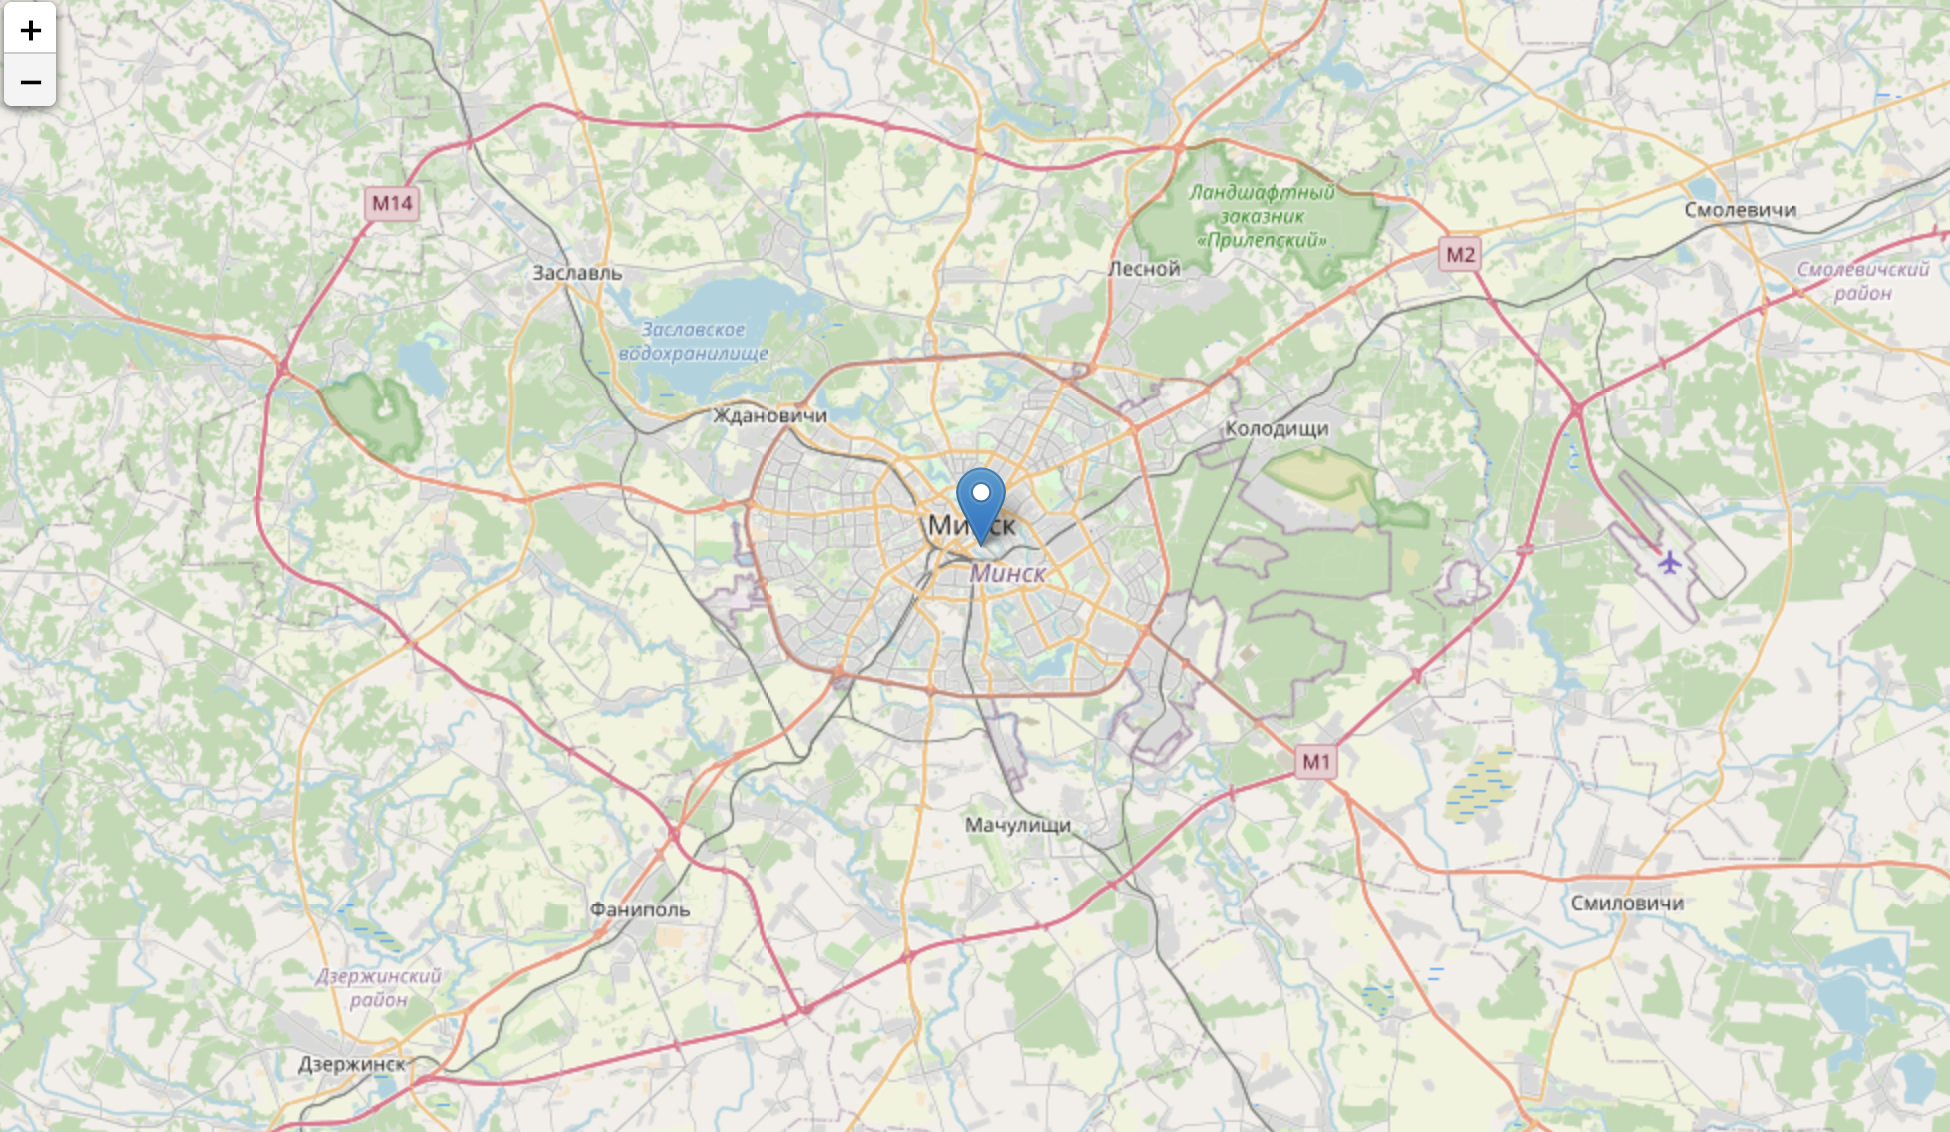 +
−
M14
Ландшафтный
заказник
«Прилепский»
Смолевичи
M2
Заславль
Лесной
Смолевичский
район
Заславское
водохранилище
Ждановичи
Колодищи
Минск
Минск
M1
Мачулищи
Фаниполь
Смиловичи
Дзержинский
район
Дзержинск